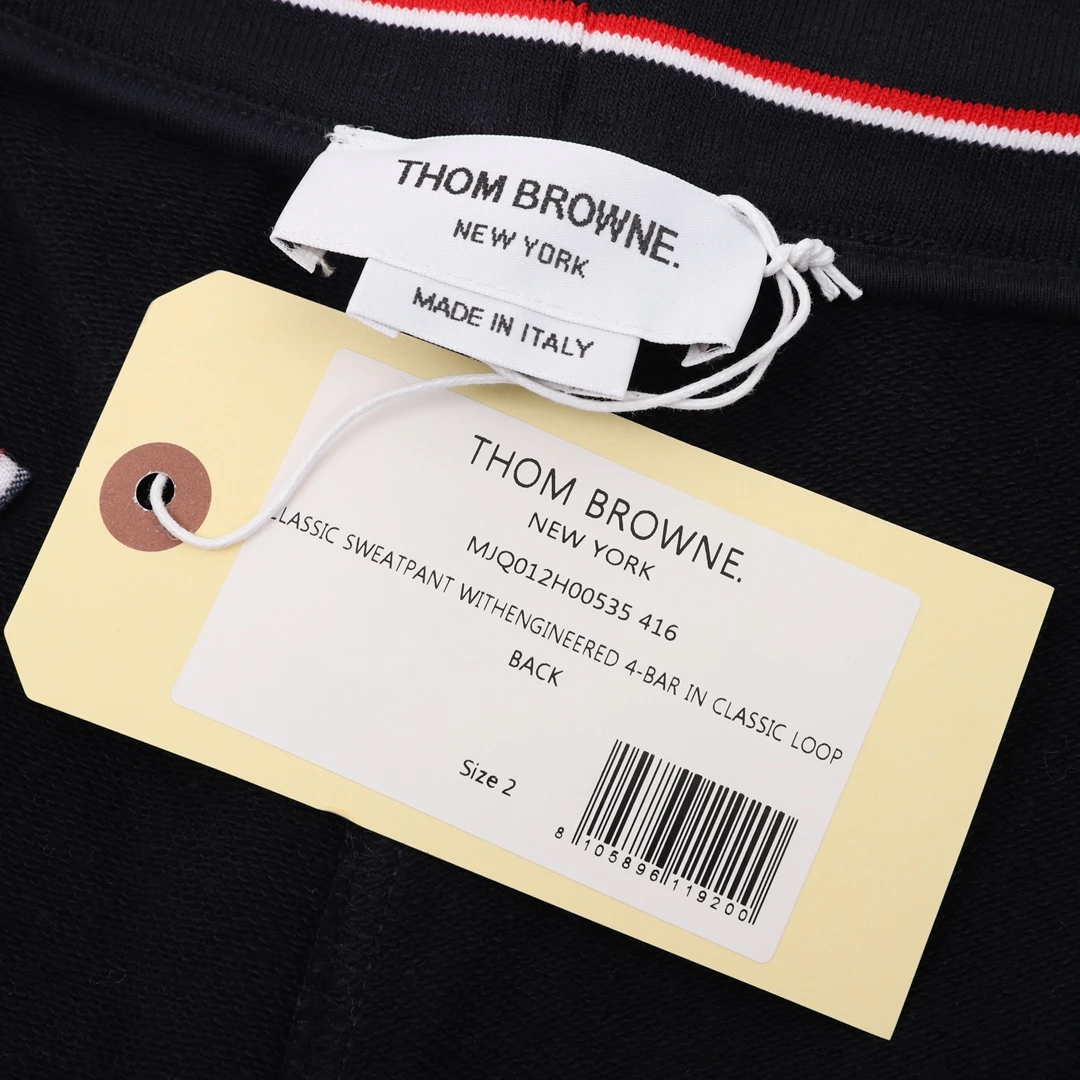 THOM BROWNE.
NEW YORK
MADE IN ITALY
THOM BROWNE.
NEW YORK
MJQ012H00535 416
CLASSIC SWEATPANT WITHENGINEERED 4-BAR IN CLASSIC LOOP
BACK
Size 2
8 105896 119200